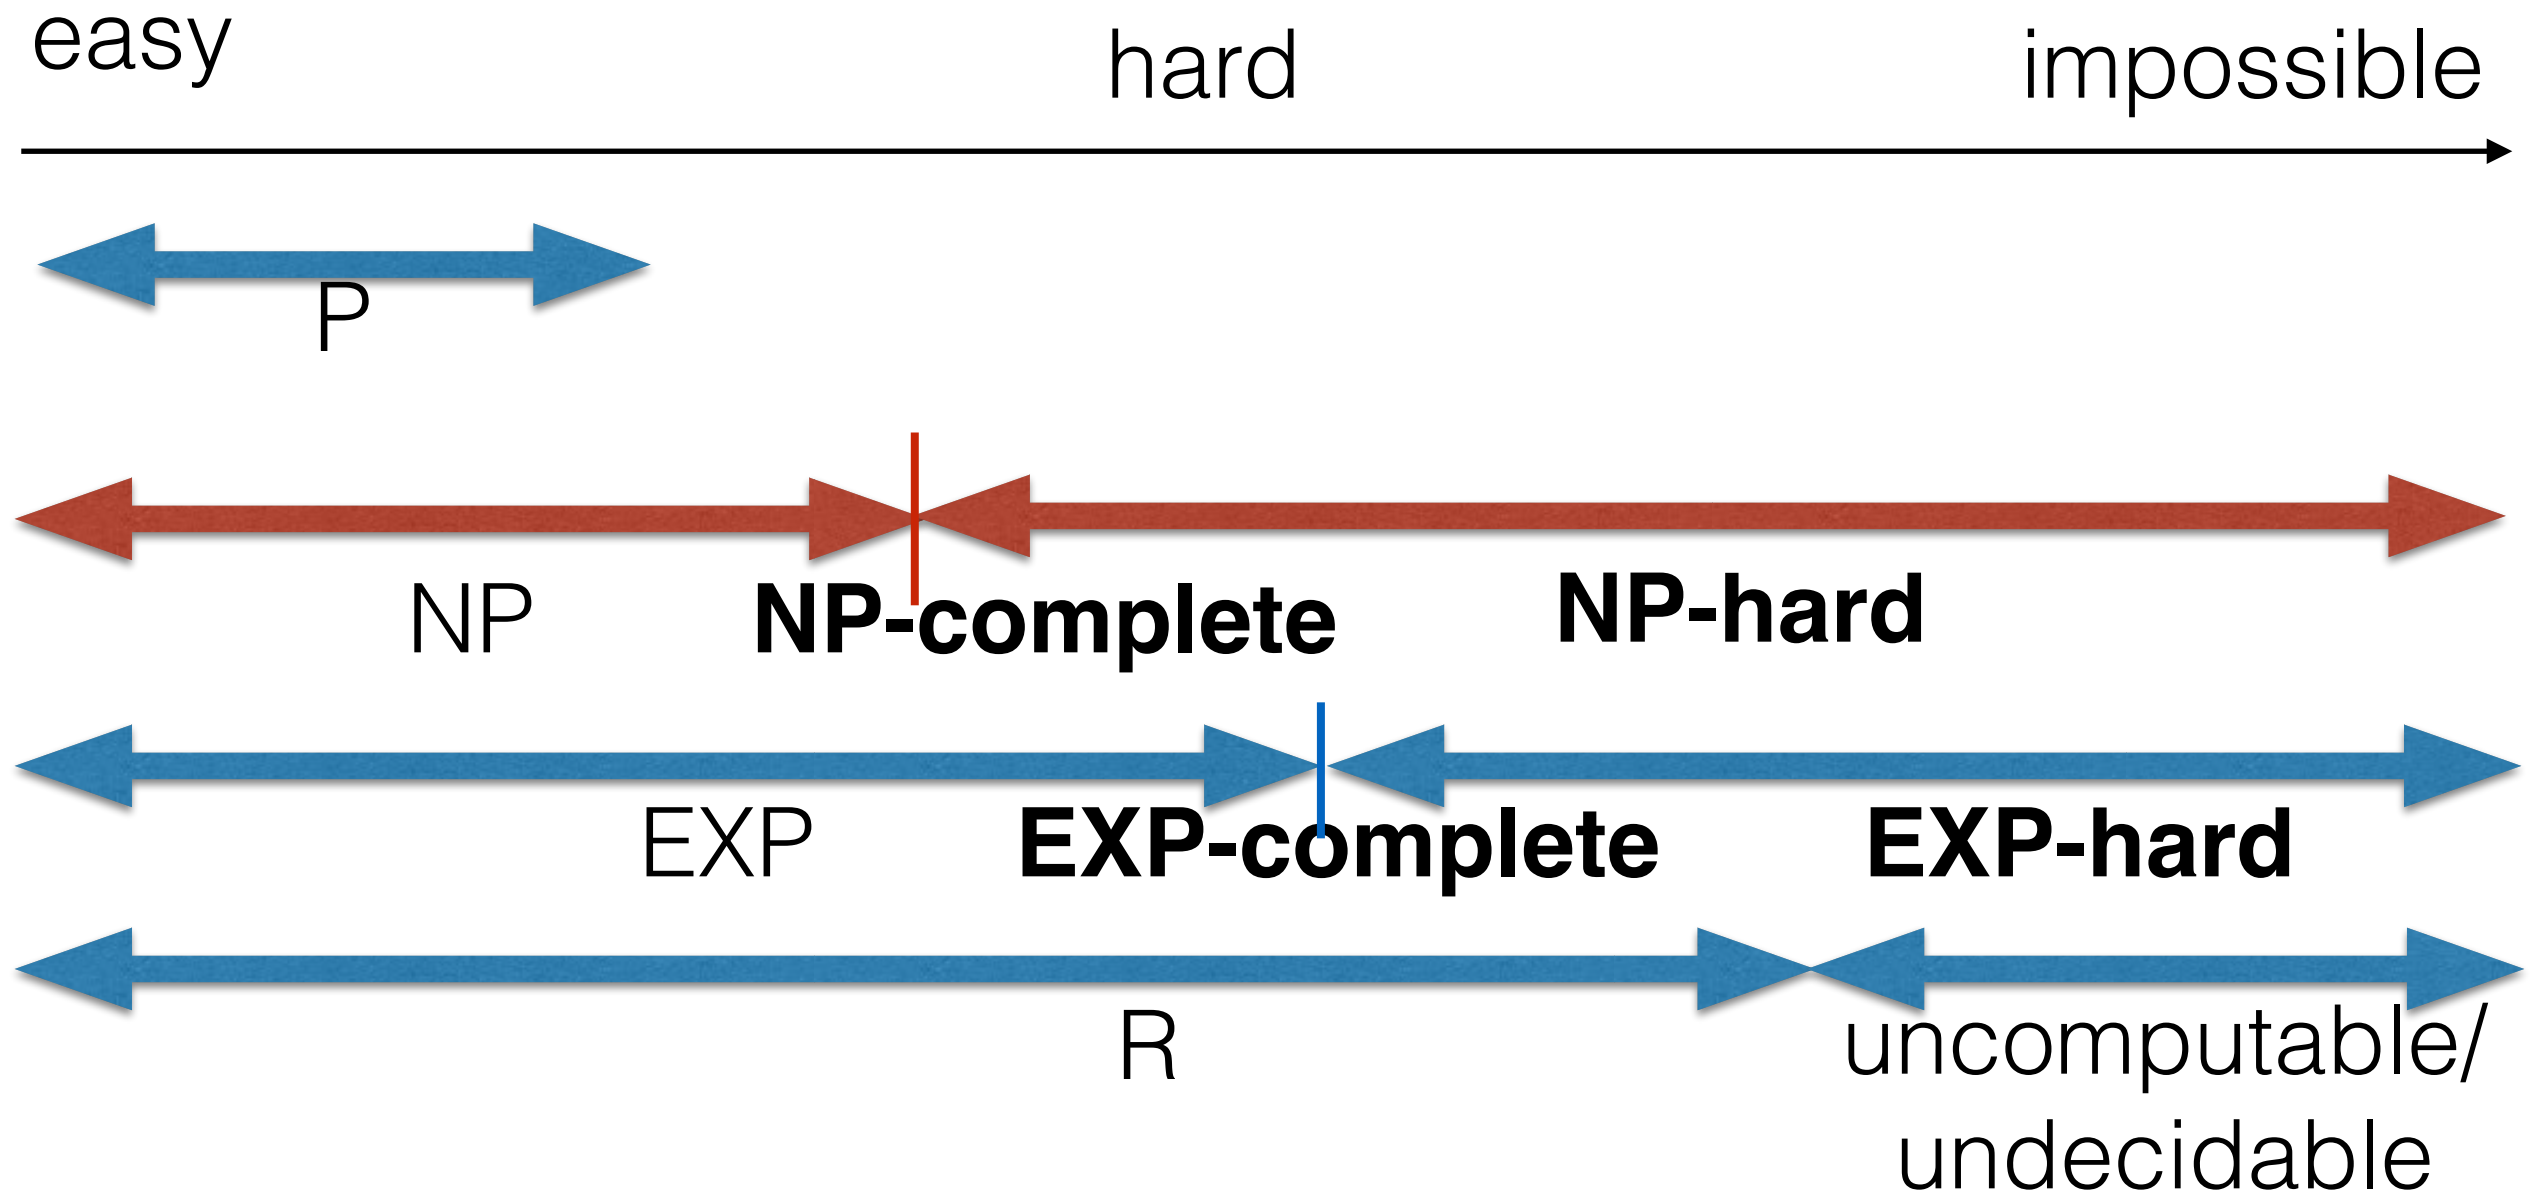 easy
hard
impossible
P
NP
NP-complete
NP-hard
EXP
EXP-complete
EXP-hard
R
uncomputable/
undecidable